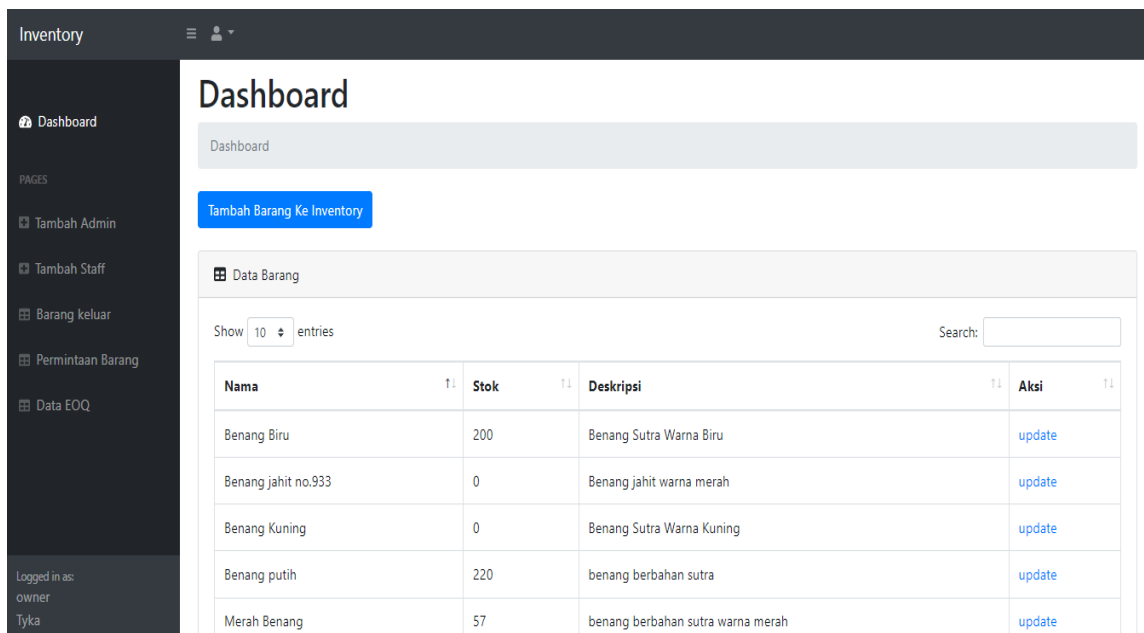 Inventory
Dashboard
PAGES
Tambah Admin
Tambah Staff
Barang keluar
Permintaan Barang
Data EOQ
Logged in as:
owner
Tyka
Dashboard
Dashboard
Tambah Barang Ke Inventory
Data Barang
Show 10 entries Search:
Nama Stok Deskripsi Aksi
Benang Biru 200 Benang Sutra Warna Biru update
Benang jahit no.933 0 Benang jahit warna merah update
Benang Kuning 0 Benang Sutra Warna Kuning update
Benang putih 220 benang berbahan sutra update
Merah Benang 57 benang berbahan sutra warna merah update